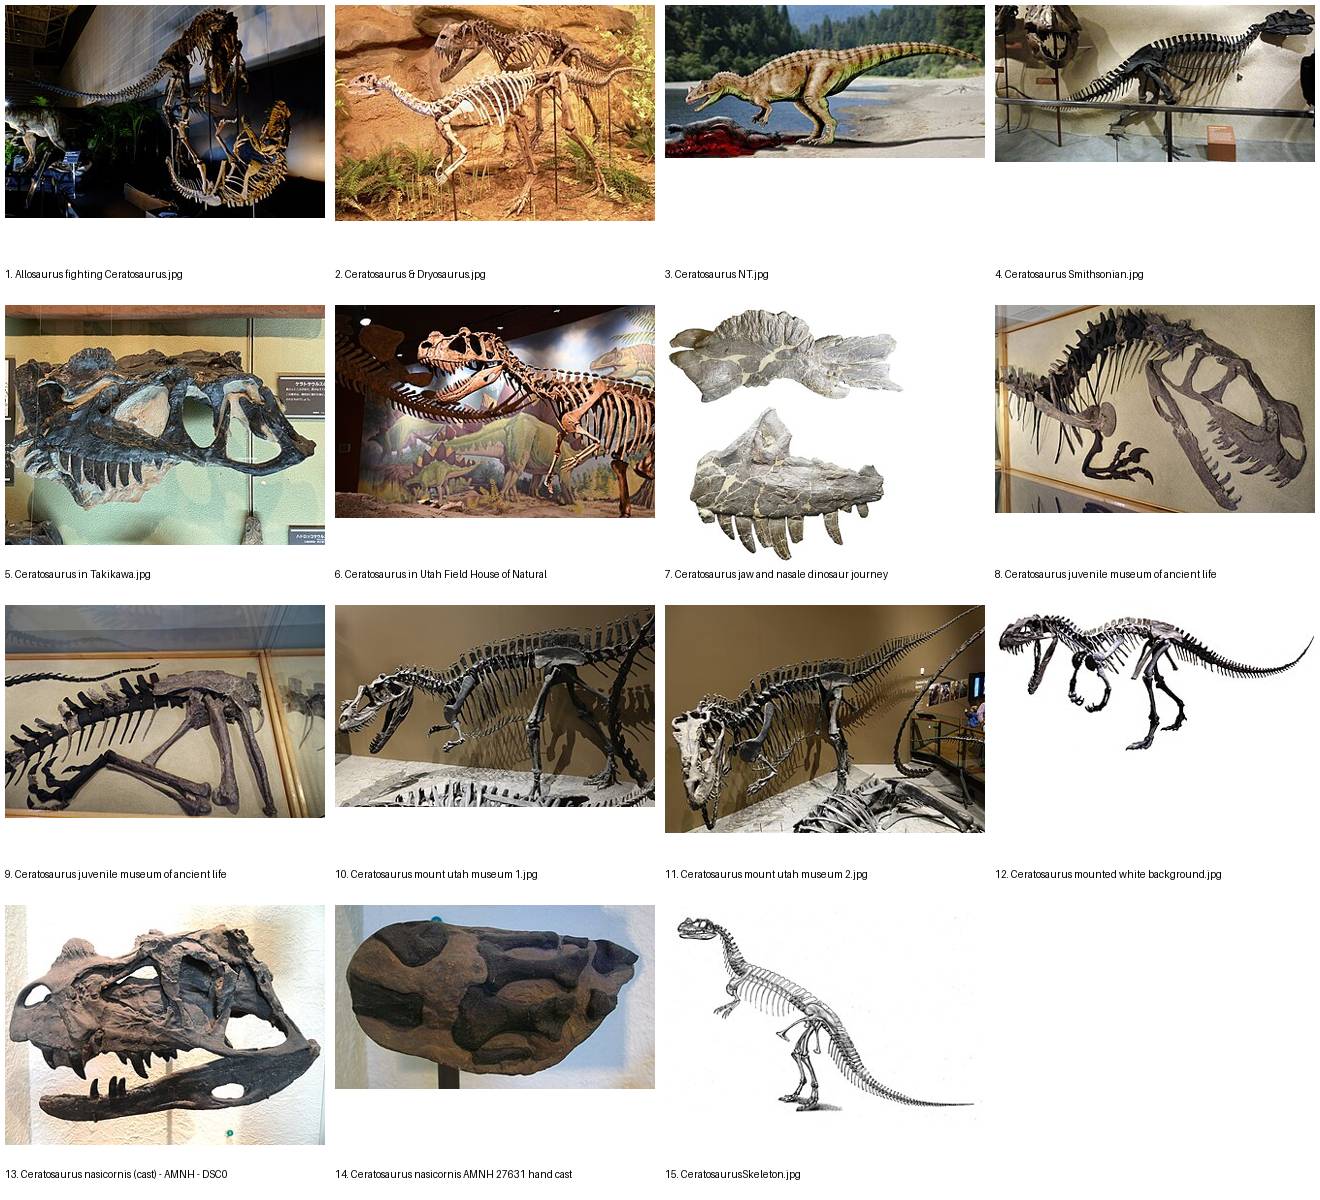 1. Allosaurus fighting Ceratosaurus.jpg
2. Ceratosaurus & Dryosaurus.jpg
3. Ceratosaurus NT.jpg
4. Ceratosaurus Smithsonian.jpg
5. Ceratosaurus in Takikawa.jpg
6. Ceratosaurus in Utah Field House of Natural
7. Ceratosaurus jaw and nasale dinosaur journey
8. Ceratosaurus juvenile museum of ancient life
9. Ceratosaurus juvenile museum of ancient life
10. Ceratosaurus mount utah museum 1.jpg
11. Ceratosaurus mount utah museum 2.jpg
12. Ceratosaurus mounted white background.jpg
13. Ceratosaurus nasicornis (cast) - AMNH - DSC0
14. Ceratosaurus nasicornis AMNH 27631 hand cast
15. CeratosaurusSkeleton.jpg